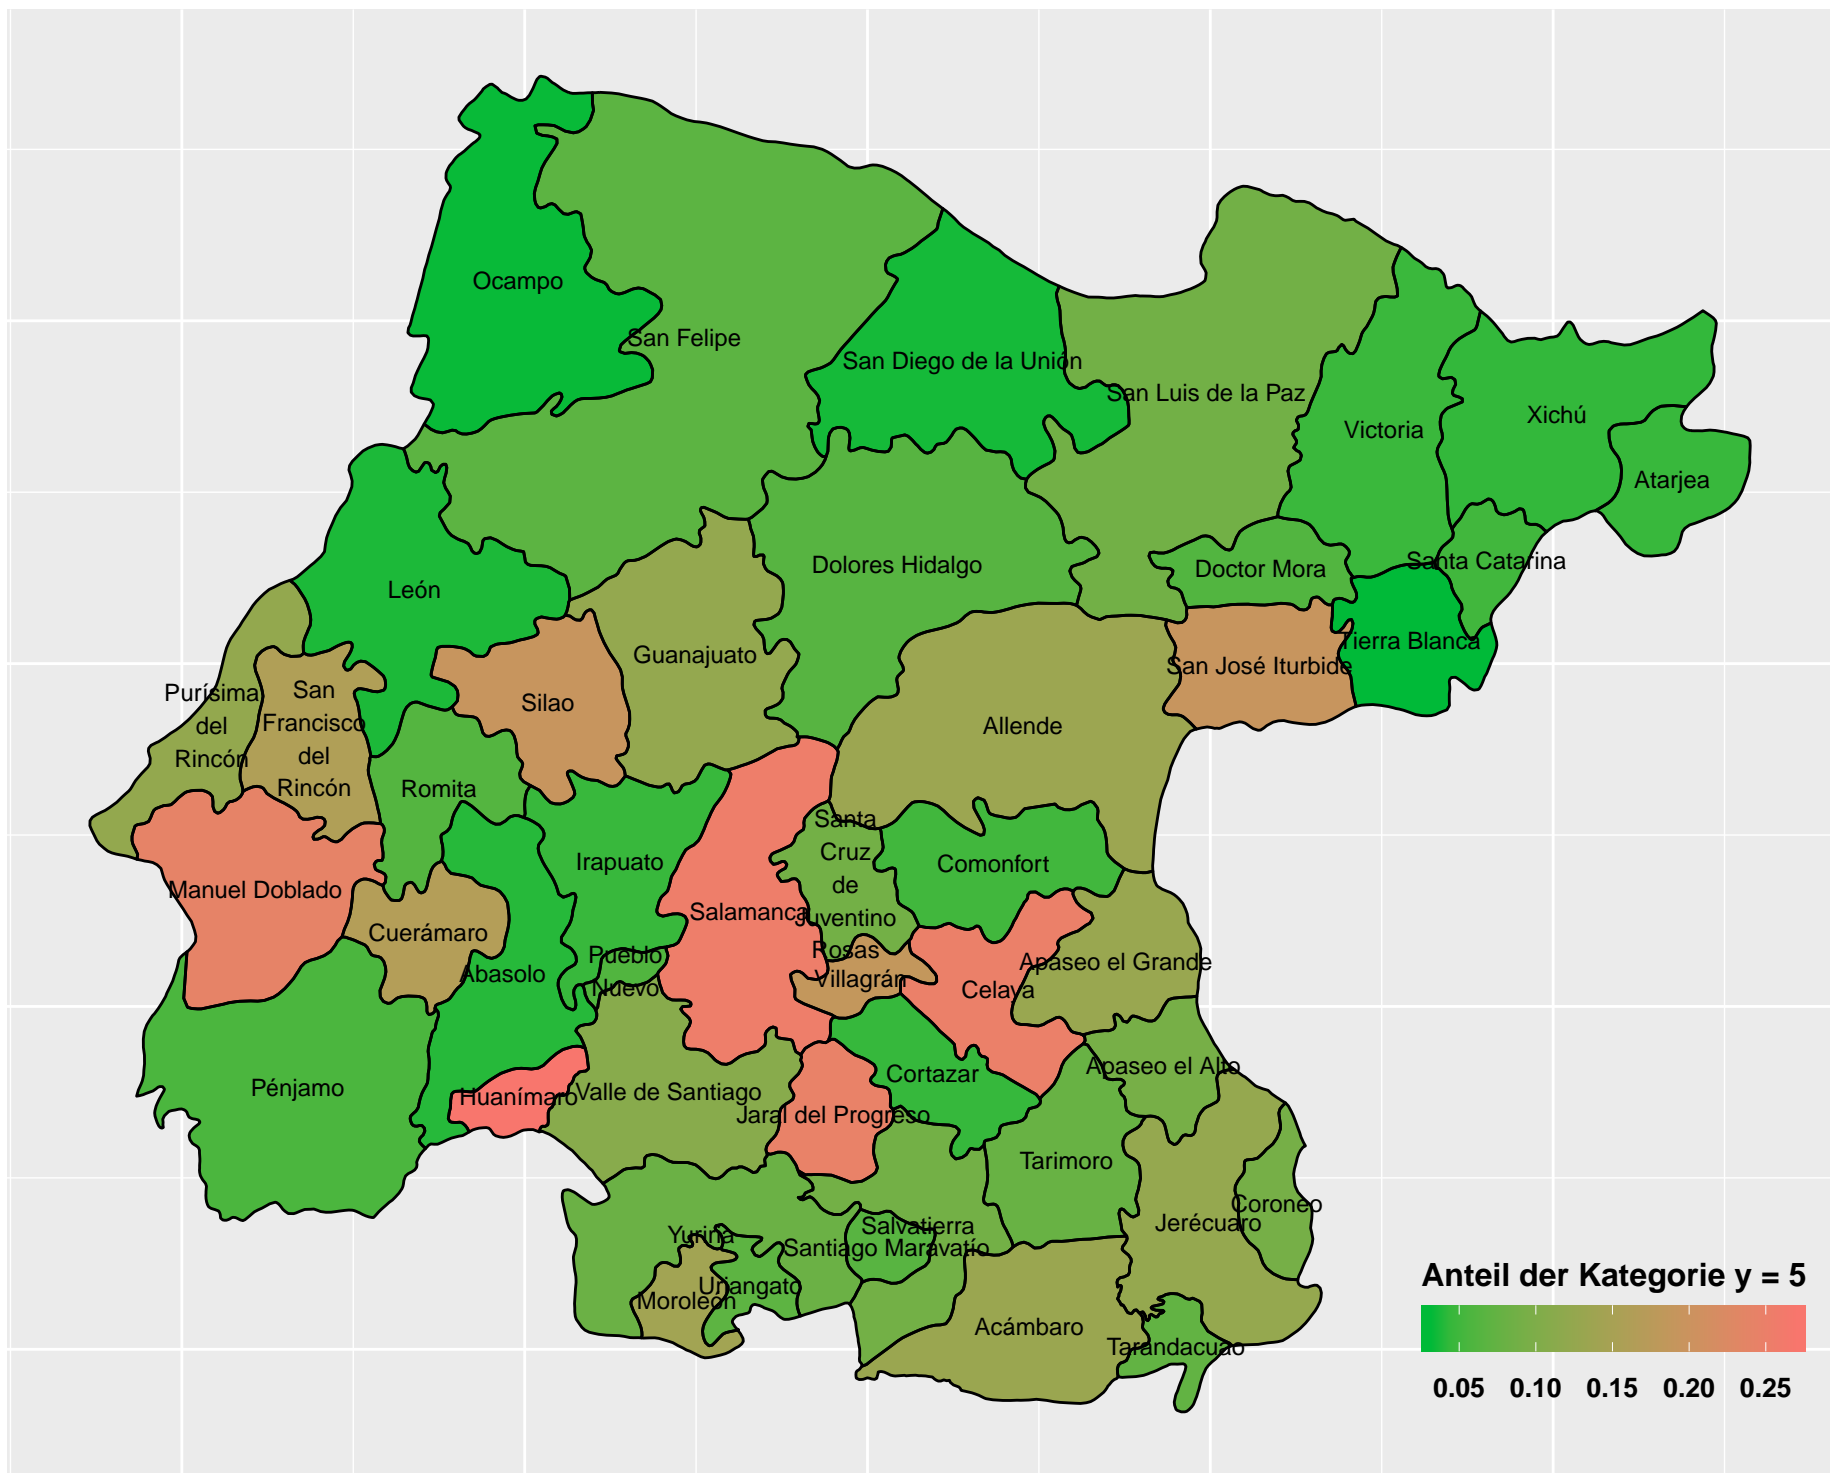 Ocampo
San Felipe
San Diego de la Unión
San Luis de la Paz
Victoria
Xichú
Atarjea
León
Dolores Hidalgo
Doctor Mora
Santa Catarina
Guanajuato
Tierra Blanca
San José Iturbide
Silao
Allende
Purísima
del
Rincón
San
Francisco
del
Rincón
Romita
Santa
Cruz
de
Juventino
Rosas
Irapuato
Comonfort
Manuel Doblado
Salamanca
Cuerámaro
Abasolo
Pueblo
Nuevo
Villagrán
Celaya
Apaseo el Grande
Apaseo el Alto
Cortazar
Pénjamo
Huanímaro
Valle de Santiago
Jaral del Progreso
Tarimoro
Coroneo
Jerécuaro
Salvatierra
Yuriria
Santiago Maravatío
Uriangato
Moroleón
Acámbaro
Tarandacuao
Anteil der Kategorie y = 5
0.05 0.10 0.15 0.20 0.25